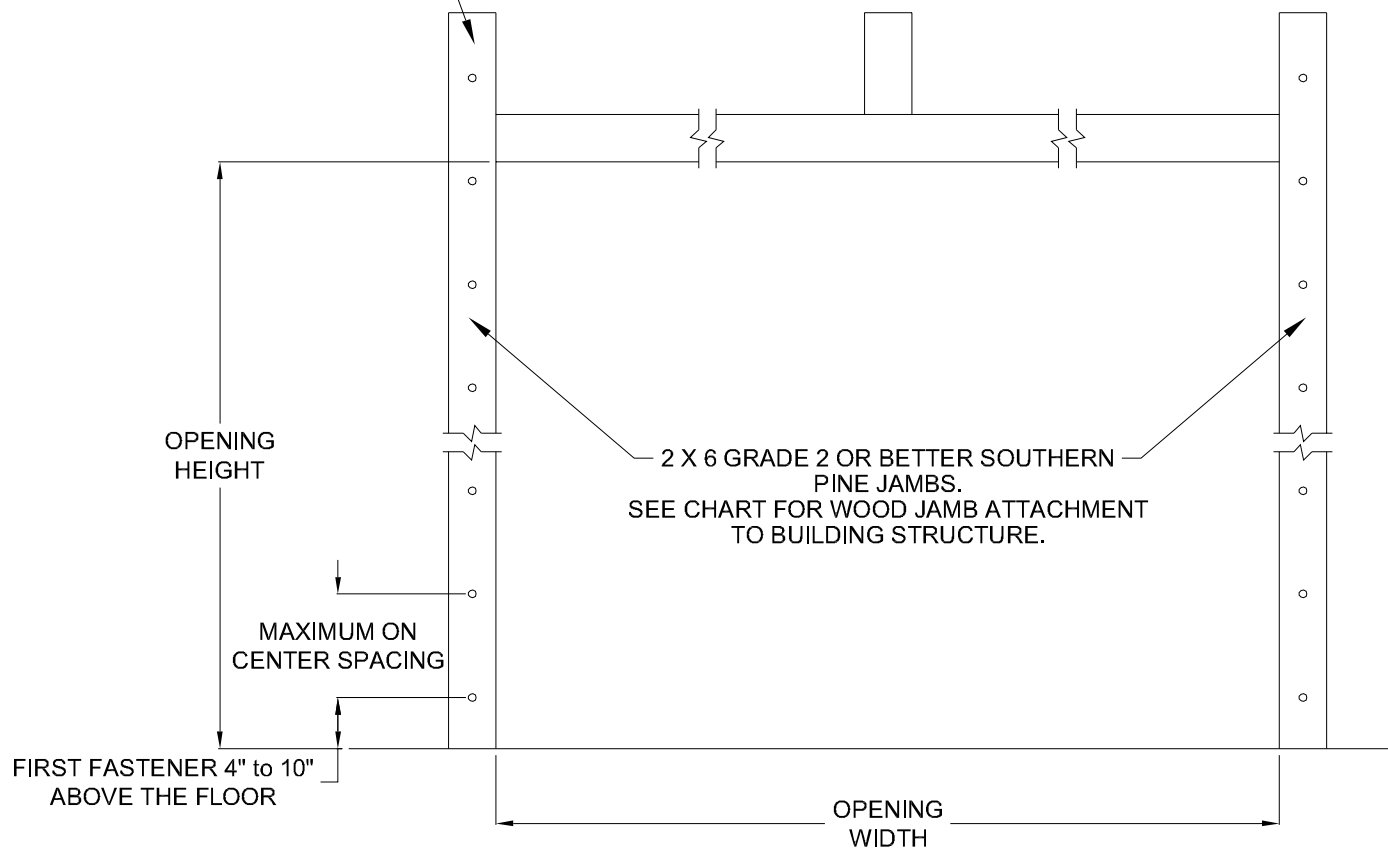 OPENING
HEIGHT
2 X 6 GRADE 2 OR BETTER SOUTHERN
PINE JAMBS.
SEE CHART FOR WOOD JAMB ATTACHMENT
TO BUILDING STRUCTURE.
MAXIMUM ON
CENTER SPACING
FIRST FASTENER 4" to 10"
ABOVE THE FLOOR
OPENING
WIDTH